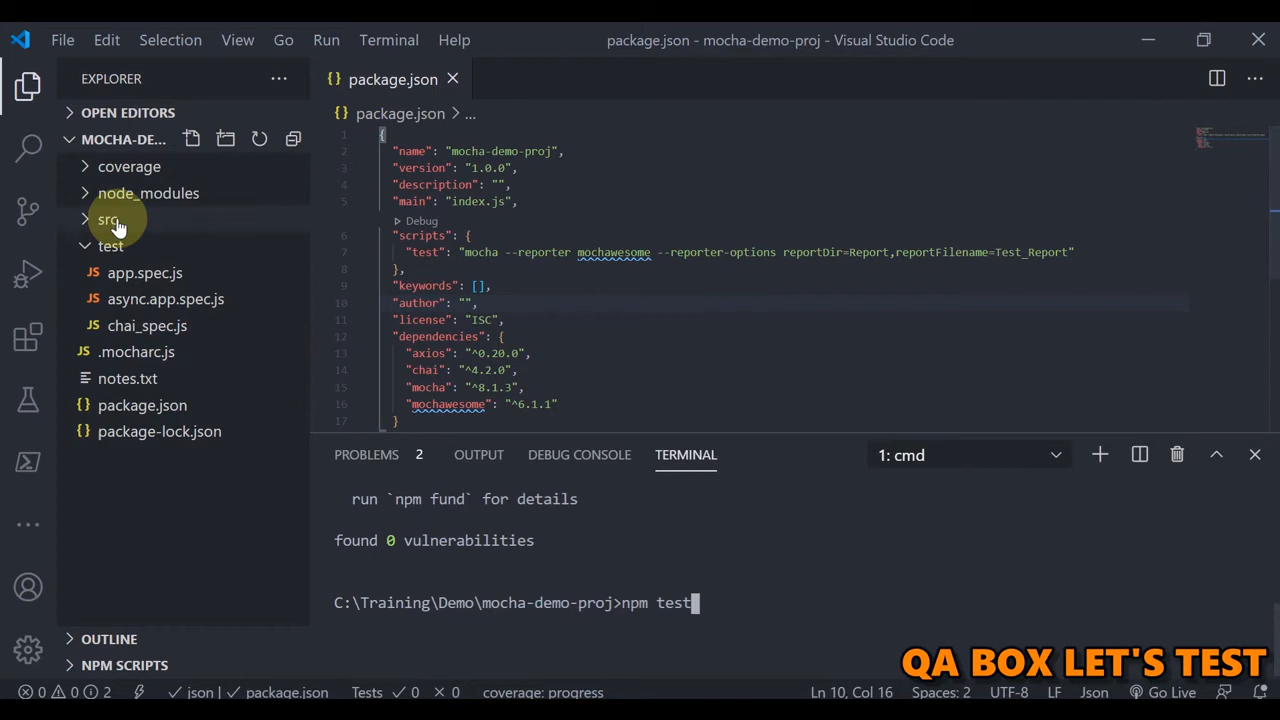 File Edit Selection View Go Run Terminal Help
package.json - mocha-demo-proj - Visual Studio Code
EXPLORER
OPEN EDITORS
MOCHA-DE...
coverage
node_modules
src
test
JS app.spec.js
JS async.app.spec.js
JS chai_spec.js
JS .mocharc.js
notes.txt
{} package.json
{} package-lock.json
OUTLINE
NPM SCRIPTS
{} package.json
{} package.json > ...
1 {
2 "name": "mocha-demo-proj",
3 "version": "1.0.0",
4 "description": "",
5 "main": "index.js",
Debug
6 "scripts": {
7 "test": "mocha --reporter mochawesome --reporter-options reportDir=Report,reportFilename=Test_Report"
8 },
9 "keywords": [],
10 "author": "",
11 "license": "ISC",
12 "dependencies": {
13 "axios": "^0.20.0",
14 "chai": "^4.2.0",
15 "mocha": "^8.1.3",
16 "mochawesome": "^6.1.1"
17 }
PROBLEMS 2 OUTPUT DEBUG CONSOLE TERMINAL 1: cmd
run `npm fund` for details
found 0 vulnerabilities
C:\Training\Demo\mocha-demo-proj>npm test
QA BOX LET'S TEST
0 0 2 json | package.json Tests 0 0 coverage: progress Ln 10, Col 16 Spaces: 2 UTF-8 LF Json Go Live